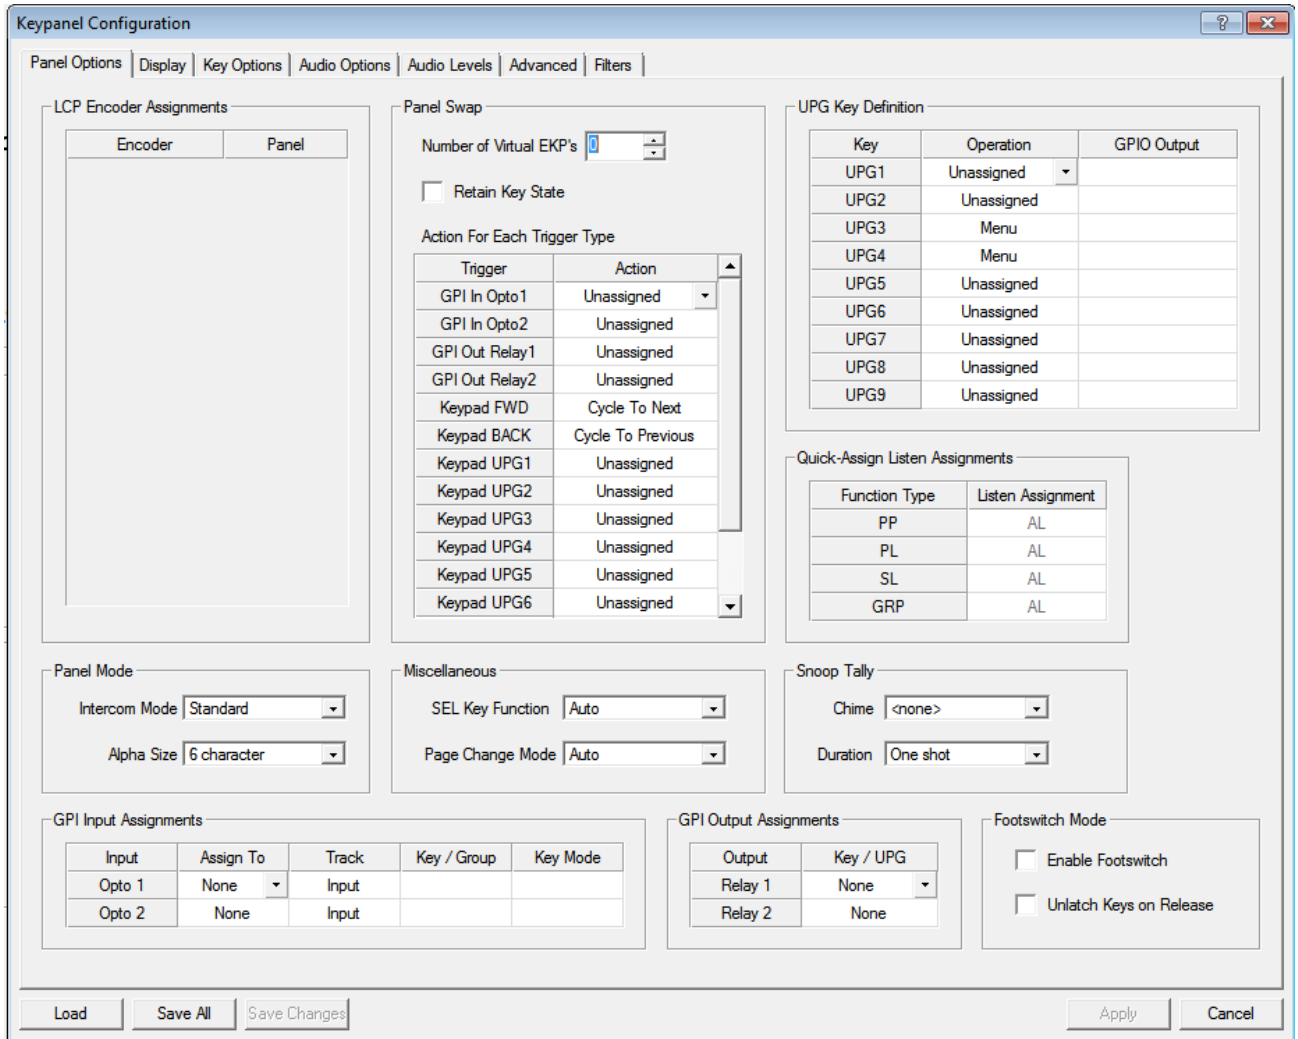 Keypanel Configuration
Panel Options Display Key Options Audio Options Audio Levels Advanced Filters
LCP Encoder Assignments
Encoder Panel
Panel Swap
Number of Virtual EKP's 0
Retain Key State
Action For Each Trigger Type
Trigger Action
GPI In Opto1 Unassigned
GPI In Opto2 Unassigned
GPI Out Relay1 Unassigned
GPI Out Relay2 Unassigned
Keypad FWD Cycle To Next
Keypad BACK Cycle To Previous
Keypad UPG1 Unassigned
Keypad UPG2 Unassigned
Keypad UPG3 Unassigned
Keypad UPG4 Unassigned
Keypad UPG5 Unassigned
Keypad UPG6 Unassigned
UPG Key Definition
Key Operation GPIO Output
UPG1 Unassigned
UPG2 Unassigned
UPG3 Menu
UPG4 Menu
UPG5 Unassigned
UPG6 Unassigned
UPG7 Unassigned
UPG8 Unassigned
UPG9 Unassigned
Quick-Assign Listen Assignments
Function Type Listen Assignment
PP AL
PL AL
SL AL
GRP AL
Panel Mode
Intercom Mode Standard
Alpha Size 6 character
Miscellaneous
SEL Key Function Auto
Page Change Mode Auto
Snoop Tally
Chime <none>
Duration One shot
GPI Input Assignments
Input Assign To Track Key / Group Key Mode
Opto 1 None Input
Opto 2 None Input
GPI Output Assignments
Output Key / UPG
Relay 1 None
Relay 2 None
Footswitch Mode
Enable Footswitch
Unlatch Keys on Release
Load Save All Save Changes Apply Cancel